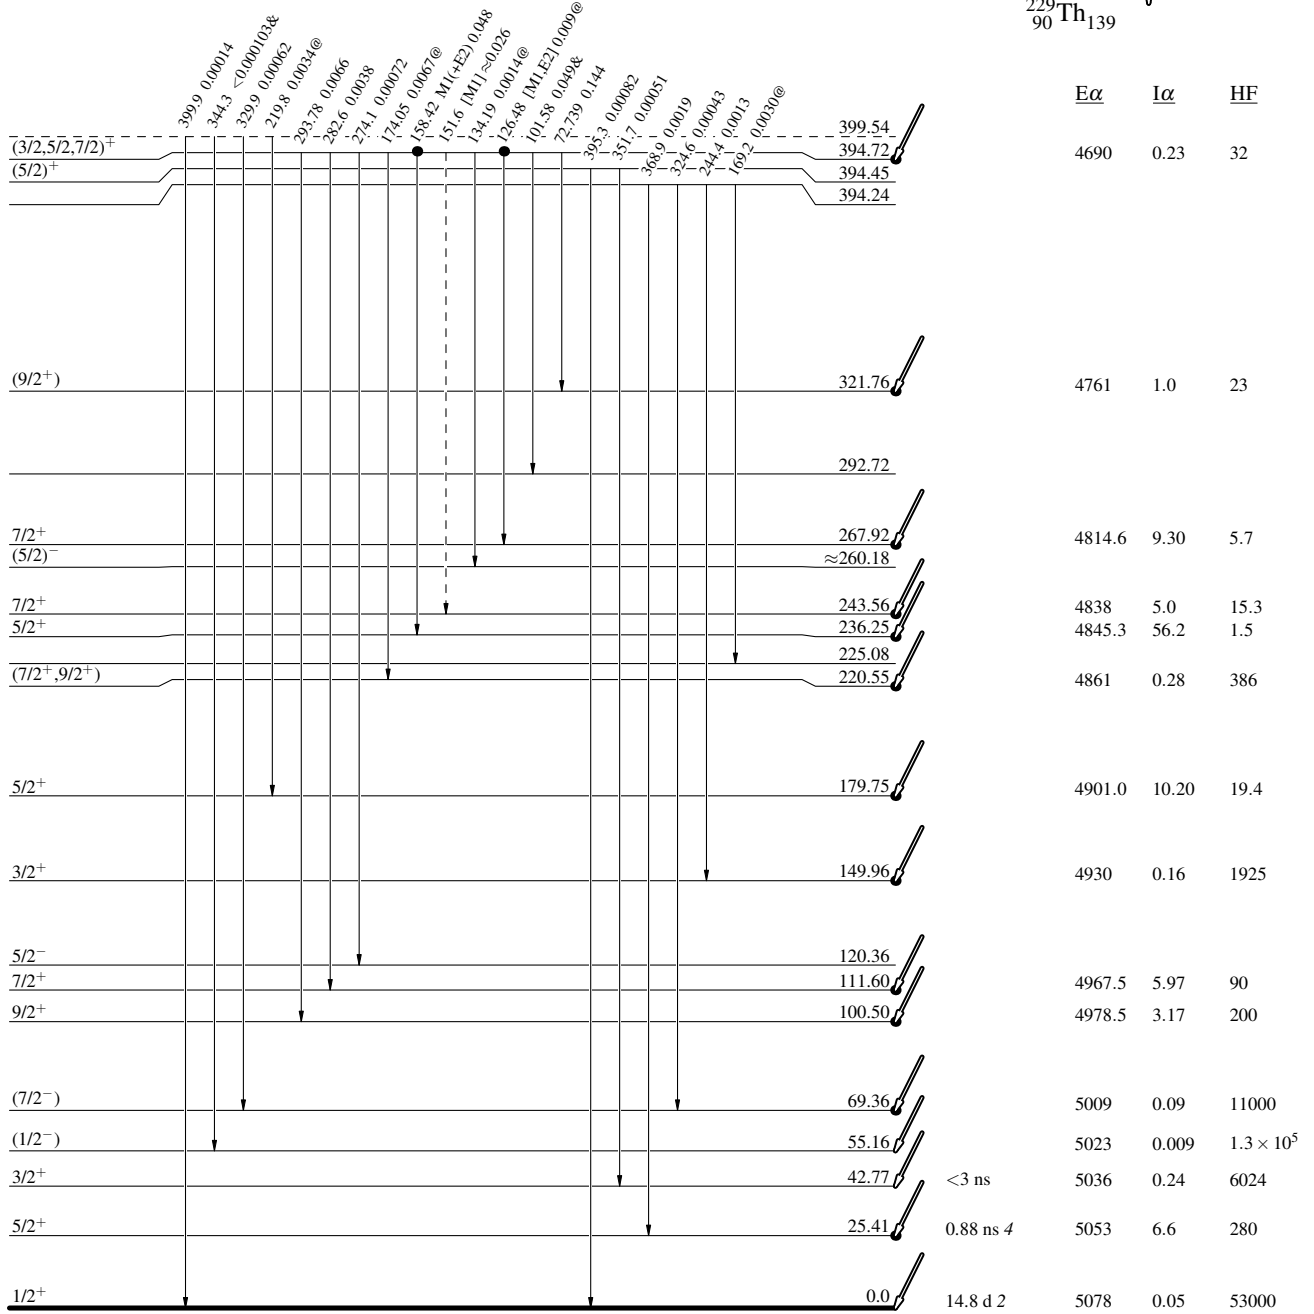 229
90 Th 139
Eα Iα HF
399.9 0.00014
344.3 <0.000103&
329.9 0.00062
219.8 0.0034@
293.78 0.0066
282.6 0.0038
274.1 0.00072
174.05 0.0067@
158.42 M1(+E2) 0.048
151.6 [M1] ≈0.026
134.19 0.0014@
126.48 [M1,E2] 0.009@
101.58 0.049&
72.739 0.144
395.3 0.00082
351.7 0.00051
368.9 0.0019
324.6 0.00043
244.4 0.0013
169.2 0.0030@
399.54
(3/2,5/2,7/2)+ 394.72 4690 0.23 32
(5/2)+ 394.45
394.24
(9/2+) 321.76 4761 1.0 23
292.72
7/2+ 267.92 4814.6 9.30 5.7
(5/2)− ≈260.18
7/2+ 243.56 4838 5.0 15.3
5/2+ 236.25 4845.3 56.2 1.5
225.08
(7/2+,9/2+) 220.55 4861 0.28 386
5/2+ 179.75 4901.0 10.20 19.4
3/2+ 149.96 4930 0.16 1925
5/2− 120.36
7/2+ 111.60 4967.5 5.97 90
9/2+ 100.50 4978.5 3.17 200
(7/2−) 69.36 5009 0.09 11000
(1/2−) 55.16 5023 0.009 1.3 × 10⁵
3/2+ 42.77 <3 ns 5036 0.24 6024
5/2+ 25.41 0.88 ns 4 5053 6.6 280
1/2+ 0.0 14.8 d 2 5078 0.05 53000